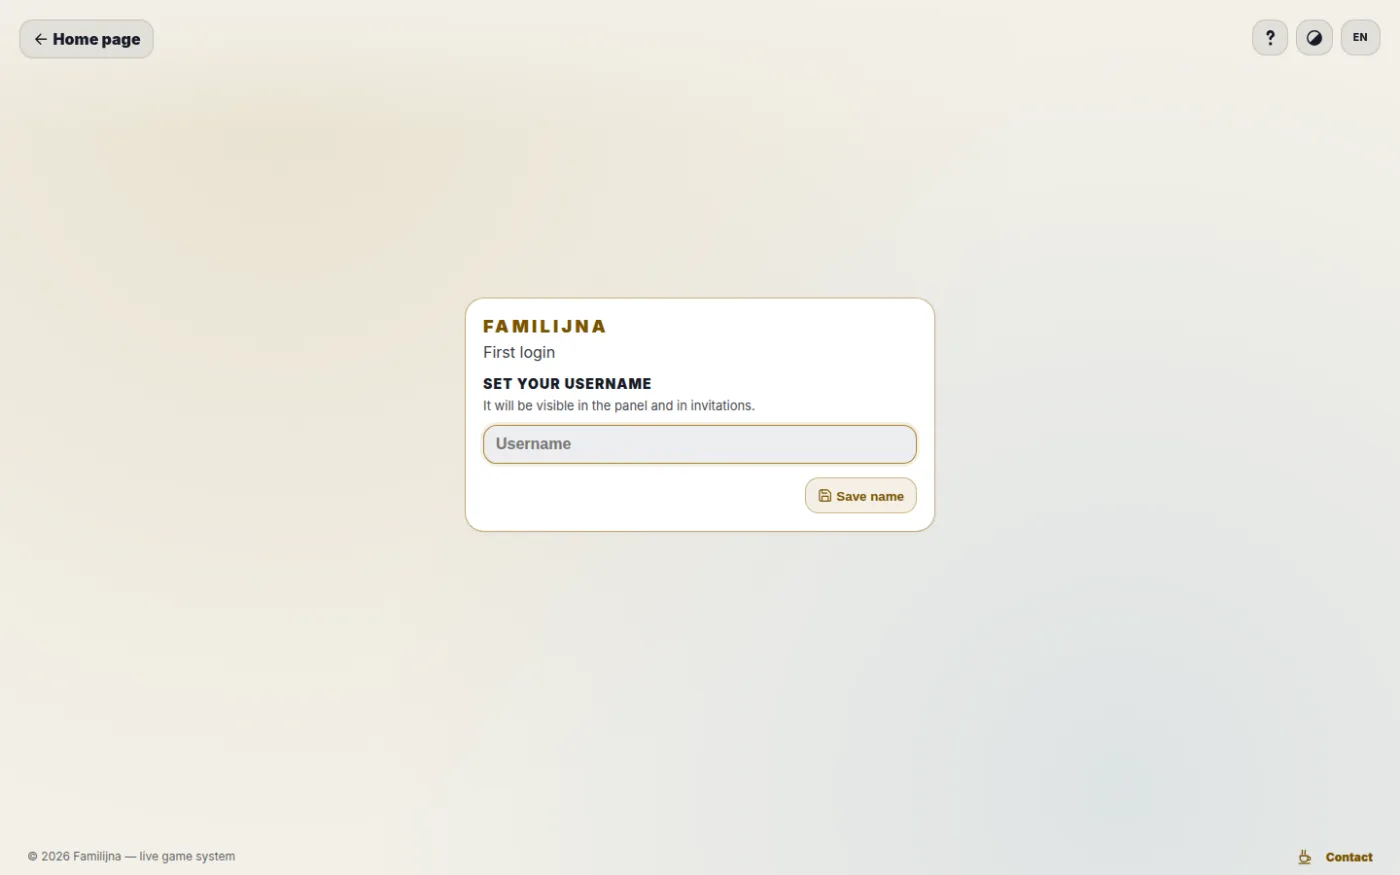 ← Home page
?
EN
FAMILIJNA
First login
SET YOUR USERNAME
It will be visible in the panel and in invitations.
Username
Save name
© 2026 Familijna — live game system
Contact